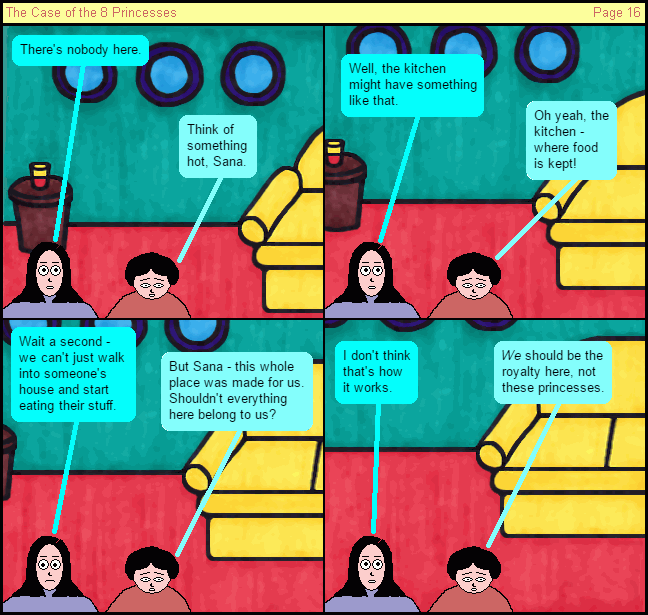 The Case of the 8 Princesses
Page 16
There's nobody here.
Think of
something
hot, Sana.
Well, the kitchen
might have something
like that.
Oh yeah, the
kitchen -
where food
is kept!
Wait a second -
we can't just walk
into someone's
house and start
eating their stuff.
But Sana - this whole
place was made for us.
Shouldn't everything
here belong to us?
I don't think
that's how
it works.
We should be the
royalty here, not
these princesses.